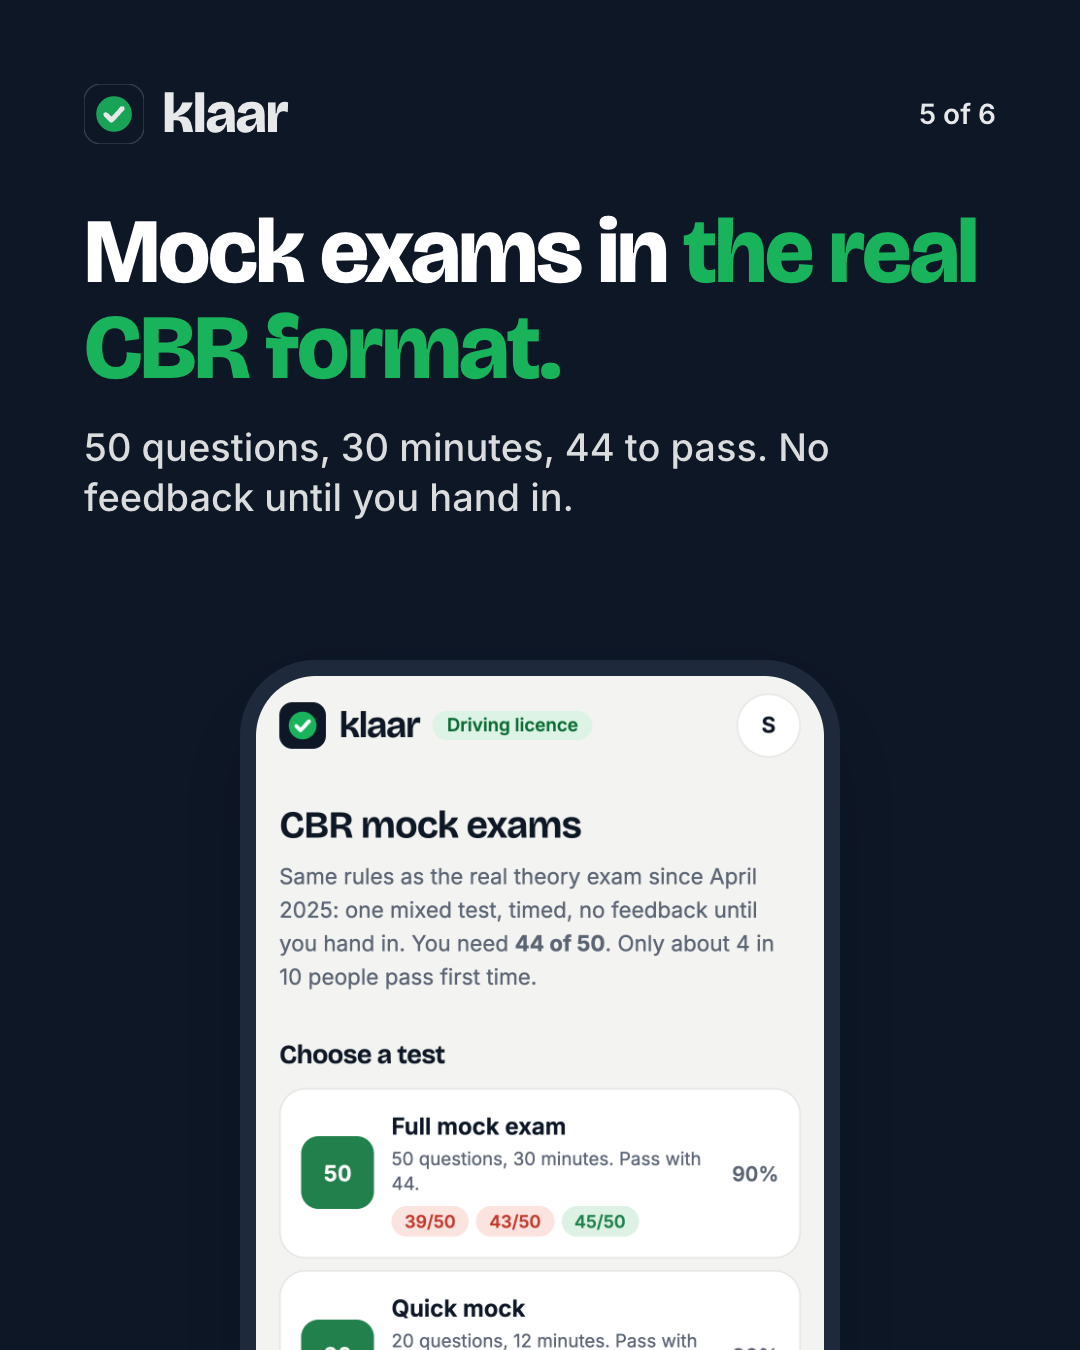 klaar
5 of 6
Mock exams in the real
CBR format.
50 questions, 30 minutes, 44 to pass. No
feedback until you hand in.
klaar Driving licence S
CBR mock exams
Same rules as the real theory exam since April
2025: one mixed test, timed, no feedback until
you hand in. You need 44 of 50. Only about 4 in
10 people pass first time.
Choose a test
Full mock exam
50 questions, 30 minutes. Pass with
44.
50
90%
39/50 43/50 45/50
Quick mock
20 questions, 12 minutes. Pass with